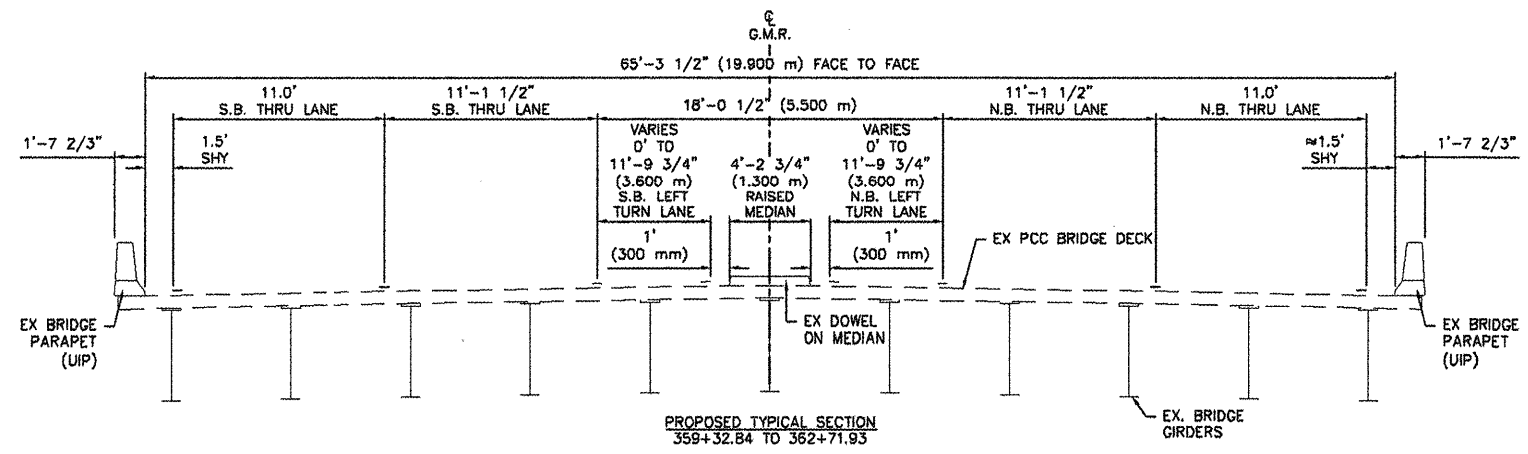 ℄
G.M.R.
65'-3 1/2" (19.900 m) FACE TO FACE
11.0'
S.B. THRU LANE
11'-1 1/2"
S.B. THRU LANE
18'-0 1/2" (5.500 m)
11'-1 1/2"
N.B. THRU LANE
11.0'
N.B. THRU LANE
1'-7 2/3"
1.5'
SHY
VARIES
0' TO
11'-9 3/4"
(3.600 m)
S.B. LEFT
TURN LANE
4'-2 3/4"
(1.300 m)
RAISED
MEDIAN
VARIES
0' TO
11'-9 3/4"
(3.600 m)
N.B. LEFT
TURN LANE
≈1.5'
SHY
1'-7 2/3"
1'
(300 mm)
1'
(300 mm)
EX PCC BRIDGE DECK
EX BRIDGE
PARAPET
(UIP)
EX DOWEL
ON MEDIAN
EX BRIDGE
PARAPET
(UIP)
EX. BRIDGE
GIRDERS
PROPOSED TYPICAL SECTION
359+32.84 TO 362+71.93